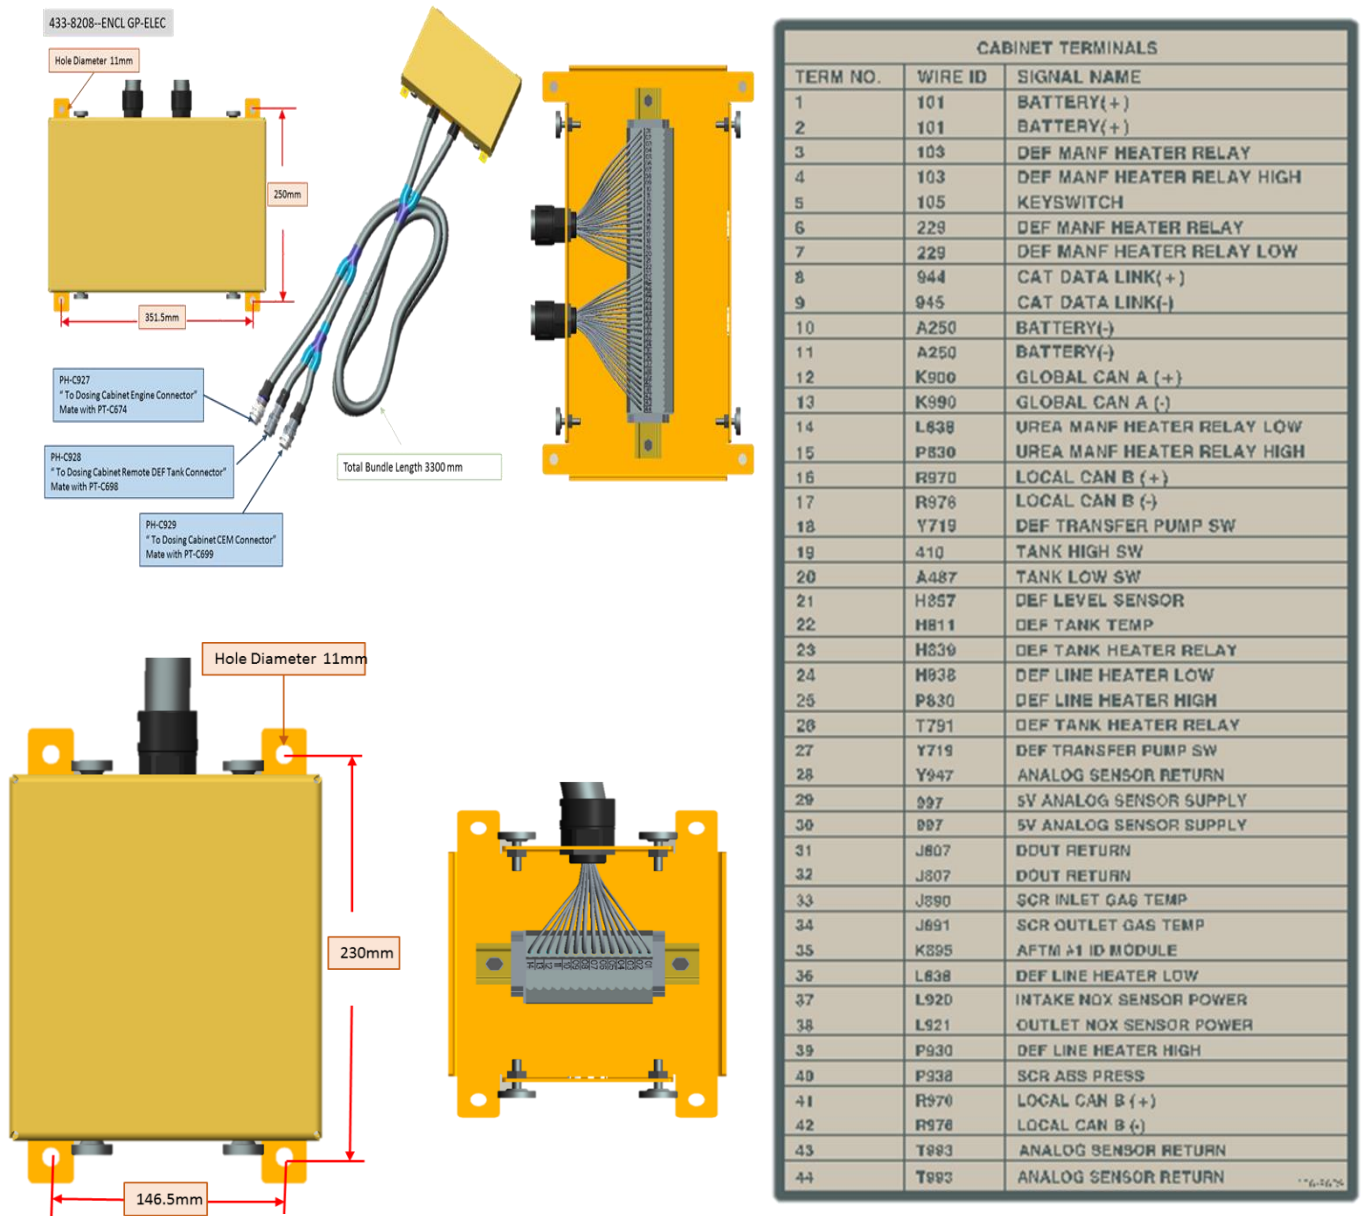 433-8208--ENCL GP-ELEC
Hole Diameter 11mm
250mm
351.5mm
PH-C927
" To Dosing Cabinet Engine Connector"
Mate with PT-C674
PH-C928
" To Dosing Cabinet Remote DEF Tank Connector"
Mate with PT-C698
PH-C929
" To Dosing Cabinet CEM Connector"
Mate with PT-C699
Total Bundle Length 3300 mm
Hole Diameter 11mm
230mm
146.5mm
CABINET TERMINALS
TERM NO. WIRE ID SIGNAL NAME
1 101 BATTERY(+)
2 101 BATTERY(+)
3 103 DEF MANF HEATER RELAY
4 103 DEF MANF HEATER RELAY HIGH
5 105 KEYSWITCH
6 229 DEF MANF HEATER RELAY
7 229 DEF MANF HEATER RELAY LOW
8 944 CAT DATA LINK(+)
9 945 CAT DATA LINK(-)
10 A250 BATTERY(-)
11 A250 BATTERY(-)
12 K900 GLOBAL CAN A (+)
13 K990 GLOBAL CAN A (-)
14 L838 UREA MANF HEATER RELAY LOW
15 P830 UREA MANF HEATER RELAY HIGH
16 R970 LOCAL CAN B (+)
17 R976 LOCAL CAN B (-)
18 Y719 DEF TRANSFER PUMP SW
19 410 TANK HIGH SW
20 A487 TANK LOW SW
21 H857 DEF LEVEL SENSOR
22 H811 DEF TANK TEMP
23 H839 DEF TANK HEATER RELAY
24 H838 DEF LINE HEATER LOW
25 P830 DEF LINE HEATER HIGH
26 T791 DEF TANK HEATER RELAY
27 Y719 DEF TRANSFER PUMP SW
28 Y947 ANALOG SENSOR RETURN
29 997 5V ANALOG SENSOR SUPPLY
30 997 5V ANALOG SENSOR SUPPLY
31 J807 DOUT RETURN
32 J807 DOUT RETURN
33 J890 SCR INLET GAS TEMP
34 J891 SCR OUTLET GAS TEMP
35 K895 AFTM #1 ID MODULE
36 L838 DEF LINE HEATER LOW
37 L920 INTAKE NOX SENSOR POWER
38 L921 OUTLET NOX SENSOR POWER
39 P930 DEF LINE HEATER HIGH
40 P938 SCR ABS PRESS
41 R970 LOCAL CAN B (+)
42 R976 LOCAL CAN B (-)
43 T993 ANALOG SENSOR RETURN
44 T993 ANALOG SENSOR RETURN